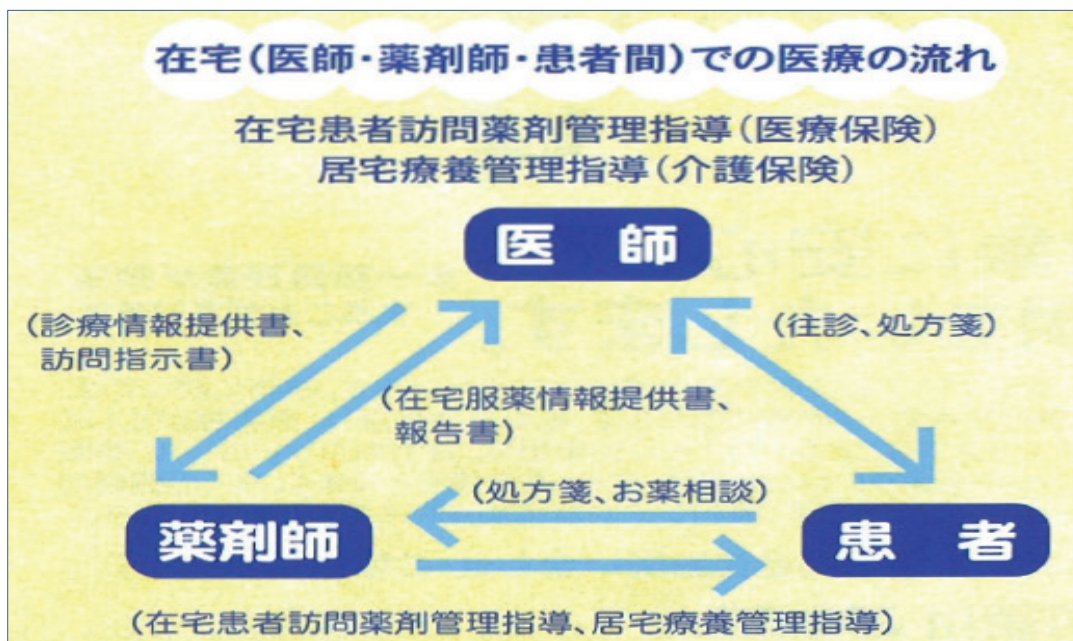 在宅(医師・薬剤師・患者間)での医療の流れ
在宅患者訪問薬剤管理指導(医療保険)
居宅療養管理指導(介護保険)
医 師
(診療情報提供書、
訪問指示書)
(往診、処方箋)
(在宅服薬情報提供書、
報告書)
(処方箋、お薬相談)
薬剤師
患 者
(在宅患者訪問薬剤管理指導、居宅療養管理指導)